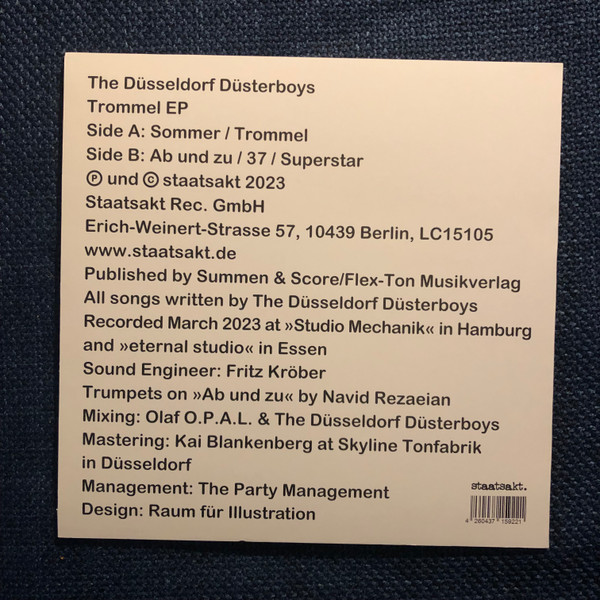 The Düsseldorf Düsterboys
Trommel EP
Side A: Sommer / Trommel
Side B: Ab und zu / 37 / Superstar
Ⓟ und © staatsakt 2023
Staatsakt Rec. GmbH
Erich-Weinert-Strasse 57, 10439 Berlin, LC15105
www.staatsakt.de
Published by Summen & Score/Flex-Ton Musikverlag
All songs written by The Düsseldorf Düsterboys
Recorded March 2023 at »Studio Mechanik« in Hamburg
and »eternal studio« in Essen
Sound Engineer: Fritz Kröber
Trumpets on »Ab und zu« by Navid Rezaeian
Mixing: Olaf O.P.A.L. & The Düsseldorf Düsterboys
Mastering: Kai Blankenberg at Skyline Tonfabrik
in Düsseldorf
Management: The Party Management
Design: Raum für Illustration
staatsakt.
4 260437 159221